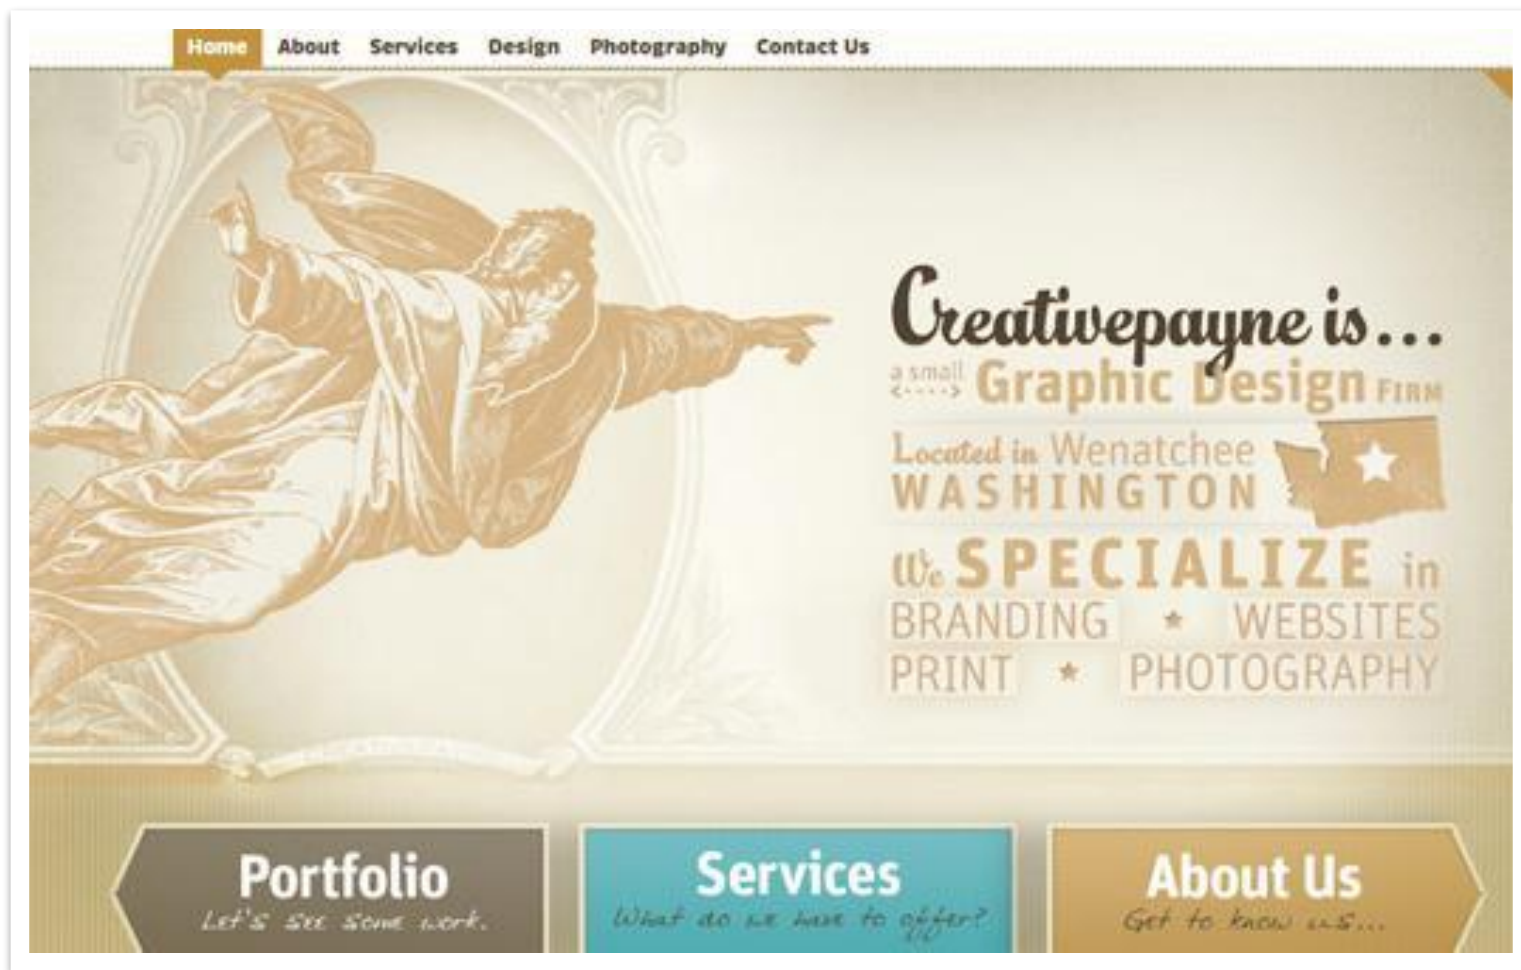 Home About Services Design Photography Contact Us
Creativepayne is...
a small Graphic Design FIRM
Located in Wenatchee
WASHINGTON
We SPECIALIZE in
BRANDING ★ WEBSITES
PRINT ★ PHOTOGRAPHY
Portfolio
Let's see some work.
Services
What do we have to offer?
About Us
Get to know us...